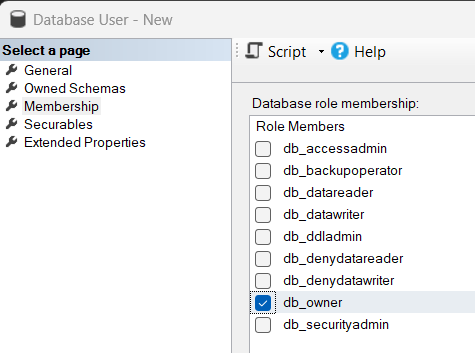 Database User - New
Select a page
General
Owned Schemas
Membership
Securables
Extended Properties
Script
Help
Database role membership:
Role Members
db_accessadmin
db_backupoperator
db_datareader
db_datawriter
db_ddladmin
db_denydatareader
db_denydatawriter
db_owner
db_securityadmin